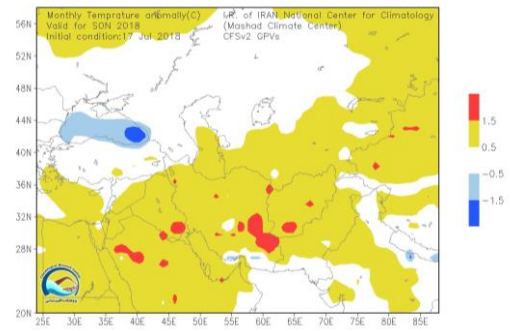 Monthly Temprature anomally(C) I.R. of IRAN National Center for Climatology
Valid for SON 2018 (Mashad Climate Center)
Initial condition:17 Jul 2018 CFSv2 GPVs
56N
52N
48N
44N
40N
36N
32N
28N
20N
25E 30E 35E 40E 45E 50E 55E 60E 65E 70E 75E 80E 85E
1.5
0.5
-0.5
-1.5